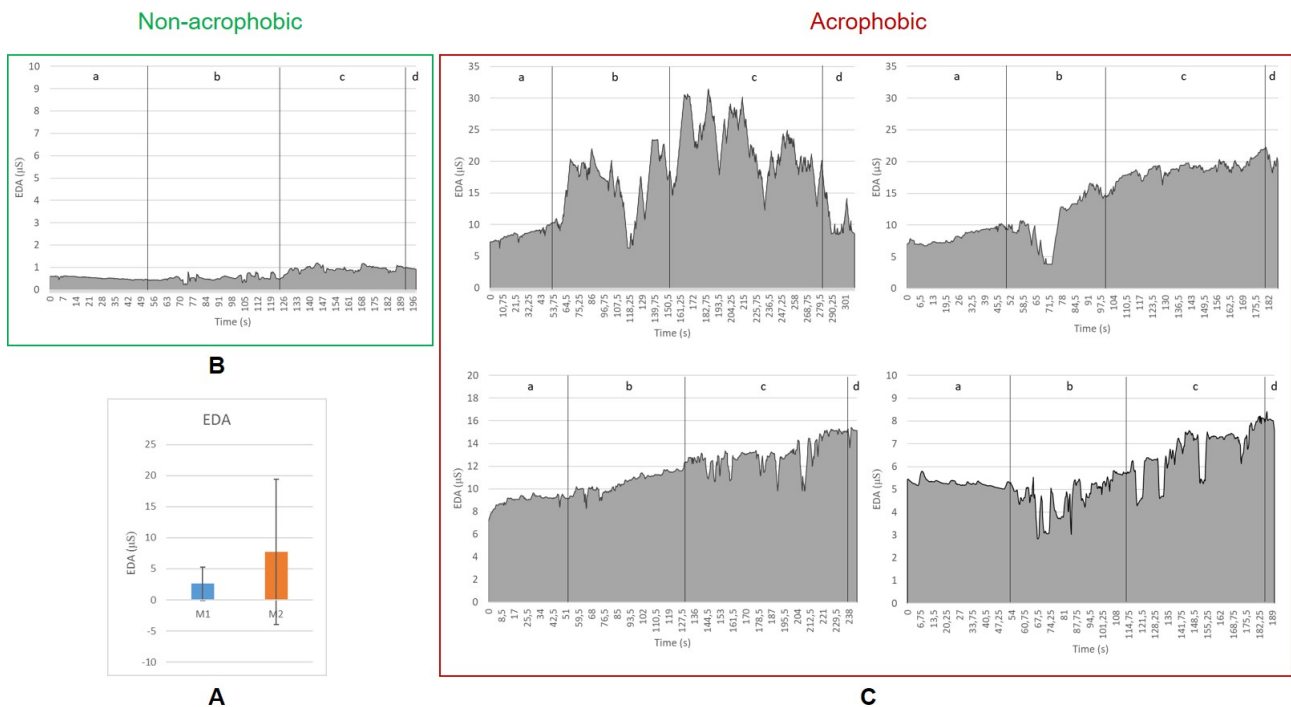 Non-acrophobic
Acrophobic
10
9
8
7
6
5
4
3
2
1
0
EDA (µS)
a b c d
0 7 14 21 28 35 42 49 56 63 70 77 84 91 98 105 112 119 126 133 140 147 154 161 168 175 182 189 196
Time (s)
B
EDA
25
20
15
10
5
0
-5
-10
EDA (µS)
M1 M2
A
35
30
25
20
15
10
5
0
EDA (µS)
a b c d
0 10,75 21,5 32,25 43 53,75 64,5 75,25 86 96,75 107,5 118,25 129 139,75 150,5 161,25 172 182,75 193,5 204,25 215 225,75 236,5 247,25 258 268,75 279,5 290,25 301
Time (s)
35
30
25
20
15
10
5
0
EDA (µS)
a b c d
0 6,5 13 19,5 26 32,5 39 45,5 52 58,5 65 71,5 78 84,5 91 97,5 104 110,5 117 123,5 130 136,5 143 149,5 156 162,5 169 175,5 182
Time (s)
20
18
16
14
12
10
8
6
4
2
0
EDA (µS)
a b c d
0 8,5 17 25,5 34 42,5 51 59,5 68 76,5 85 93,5 102 110,5 119 127,5 136 144,5 153 161,5 170 178,5 187 195,5 204 212,5 221 229,5 238
Time (s)
10
9
8
7
6
5
4
3
2
1
0
EDA (µS)
a b c d
0 6,75 13,5 20,25 27 33,75 40,5 47,25 54 60,75 67,5 74,25 81 87,75 94,5 101,25 108 114,75 121,5 128,25 135 141,75 148,5 155,25 162 168,75 175,5 182,25 189
Time (s)
C